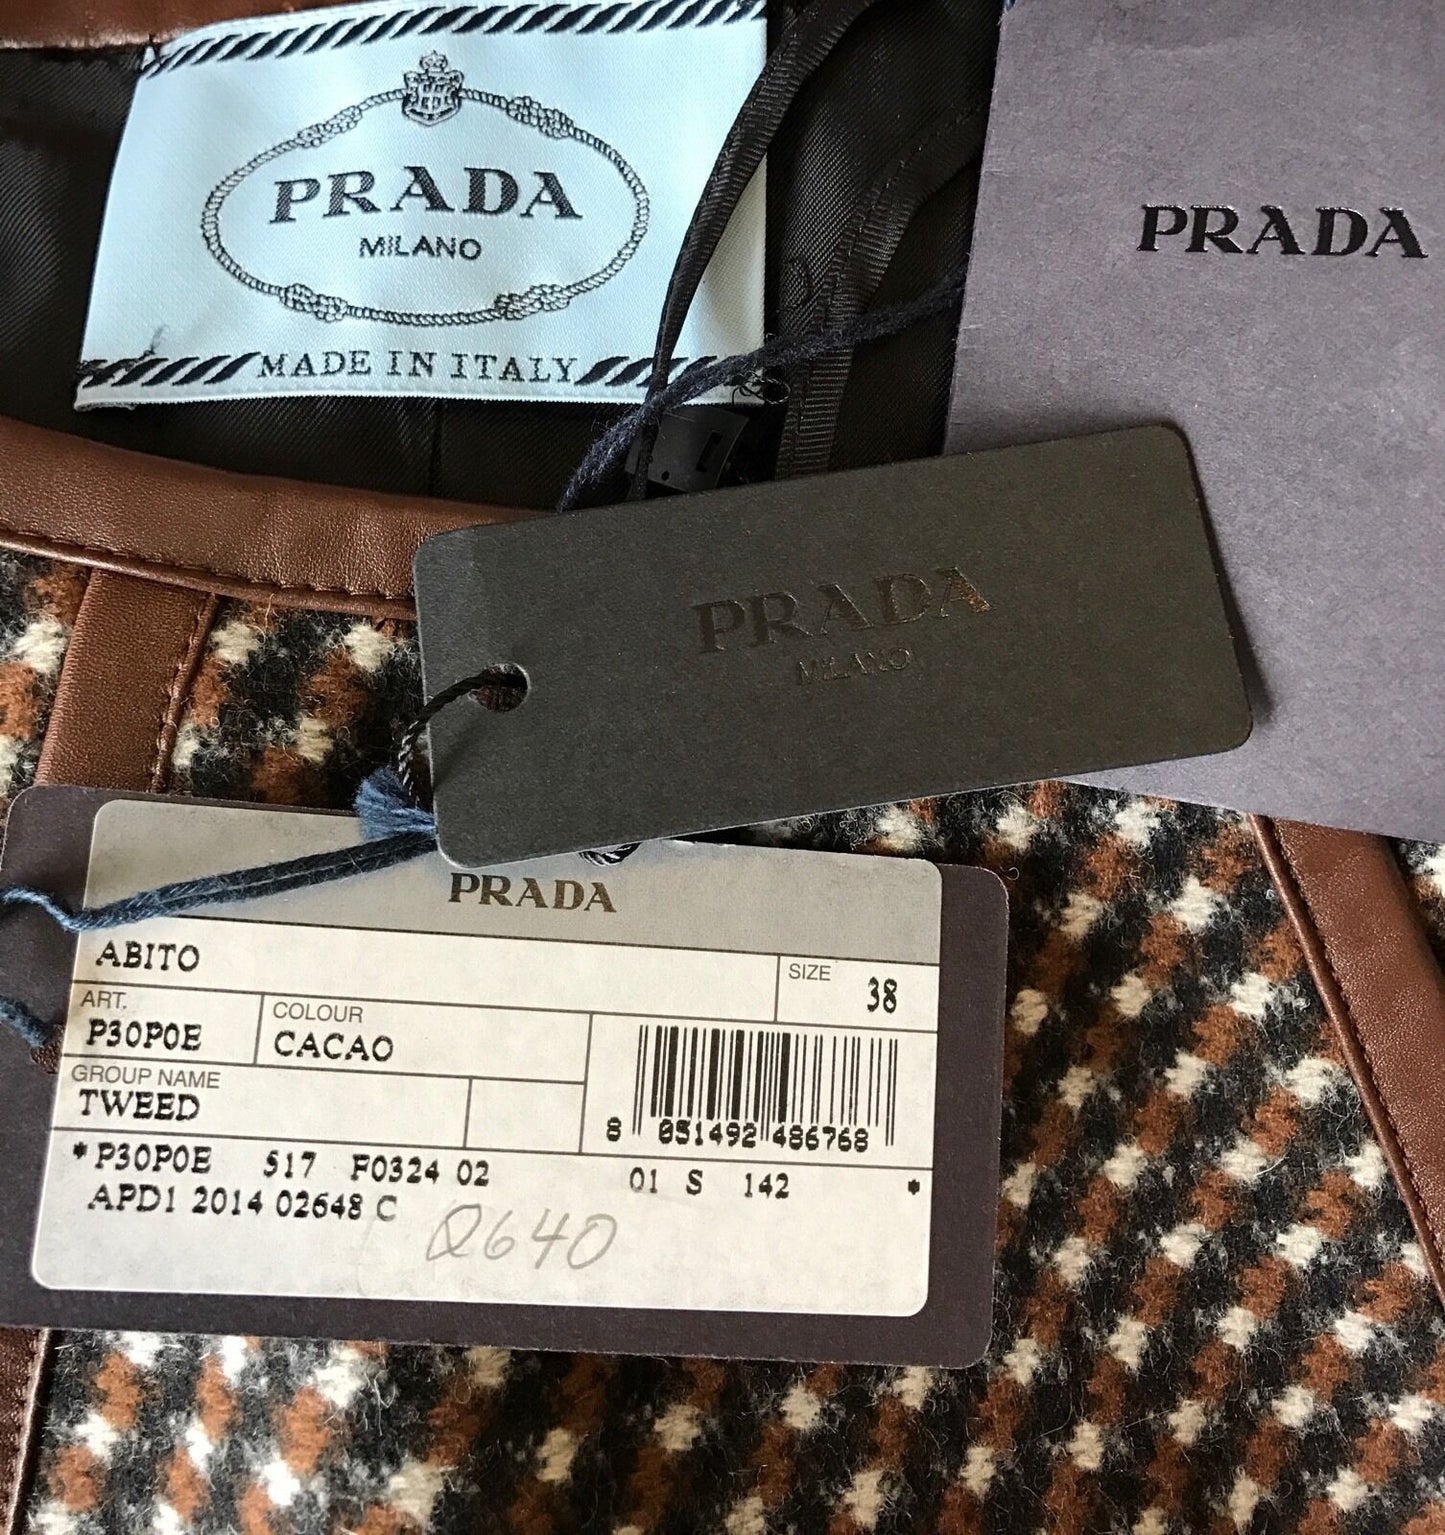 PRADA
MILANO
MADE IN ITALY
PRADA
PRADA
MILANO
PRADA
ABITO
SIZE 38
ART. COLOUR
P30P0E CACAO
GROUP NAME
TWEED
8 051492 486768
*P30P0E 517 F0324 02 01 S 142 *
APD1 2014 02648 C
Q640